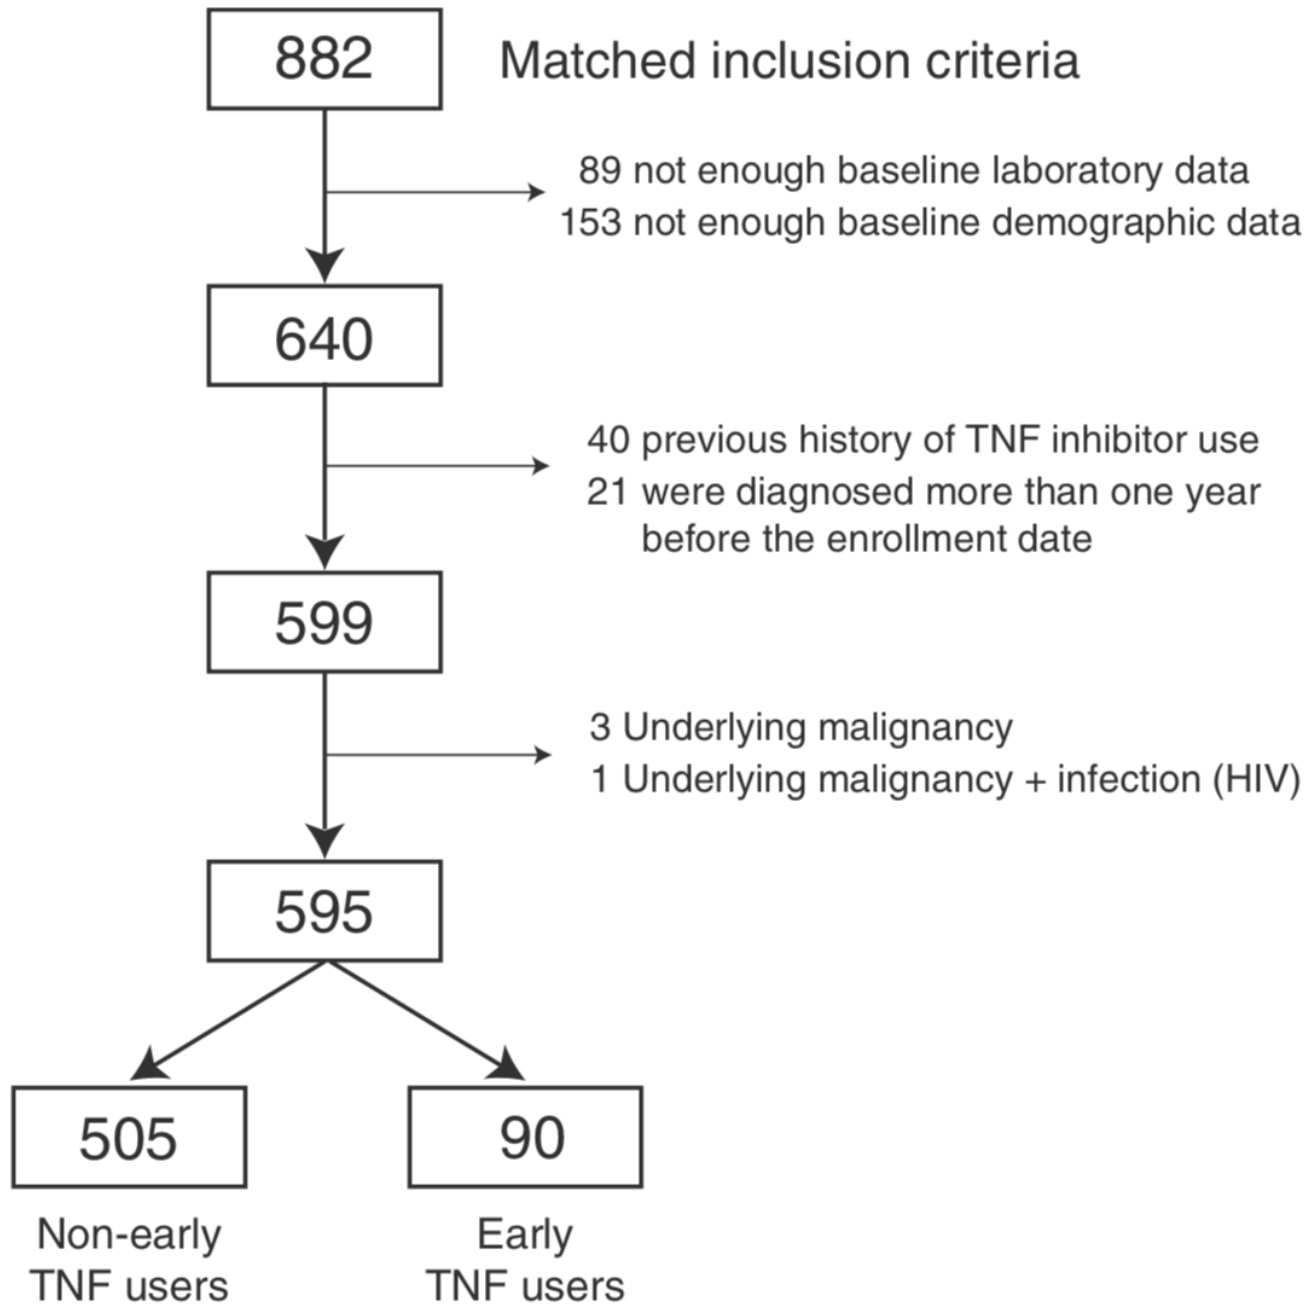 882
Matched inclusion criteria
89 not enough baseline laboratory data
153 not enough baseline demographic data
640
40 previous history of TNF inhibitor use
21 were diagnosed more than one year
before the enrollment date
599
3 Underlying malignancy
1 Underlying malignancy + infection (HIV)
595
505
90
Non-early
TNF users
Early
TNF users